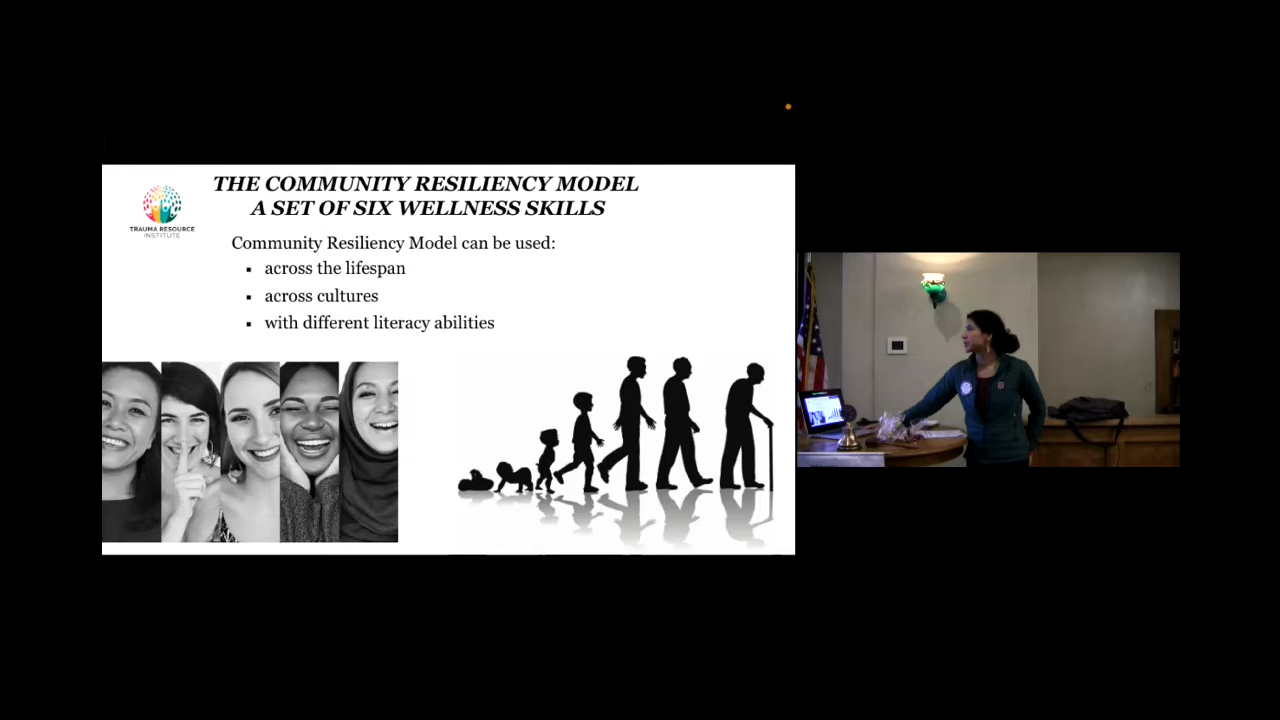 THE COMMUNITY RESILIENCY MODEL
A SET OF SIX WELLNESS SKILLS
TRAUMA RESOURCE
INSTITUTE
Community Resiliency Model can be used:
▪ across the lifespan
▪ across cultures
▪ with different literacy abilities